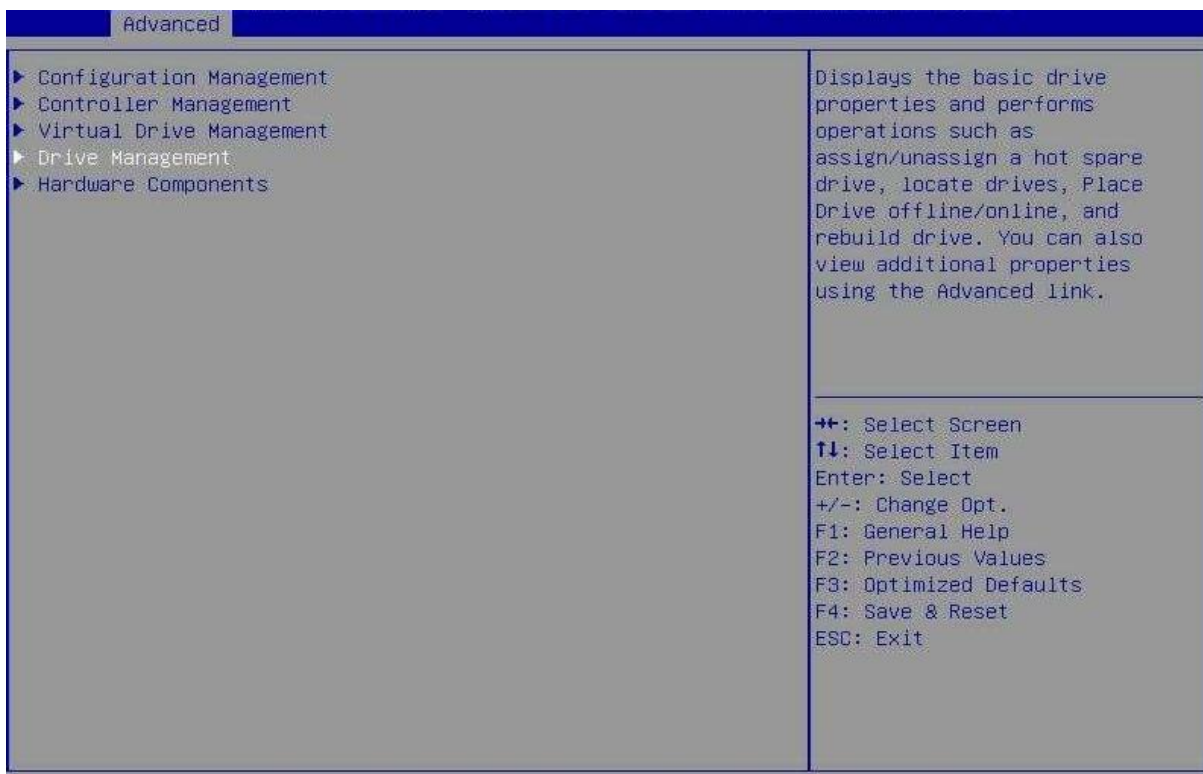 Advanced
Configuration Management
Controller Management
Virtual Drive Management
Drive Management
Hardware Components
Displays the basic drive
properties and performs
operations such as
assign/unassign a hot spare
drive, locate drives, Place
Drive offline/online, and
rebuild drive. You can also
view additional properties
using the Advanced link.
→←: Select Screen
↑↓: Select Item
Enter: Select
+/-: Change Opt.
F1: General Help
F2: Previous Values
F3: Optimized Defaults
F4: Save & Reset
ESC: Exit